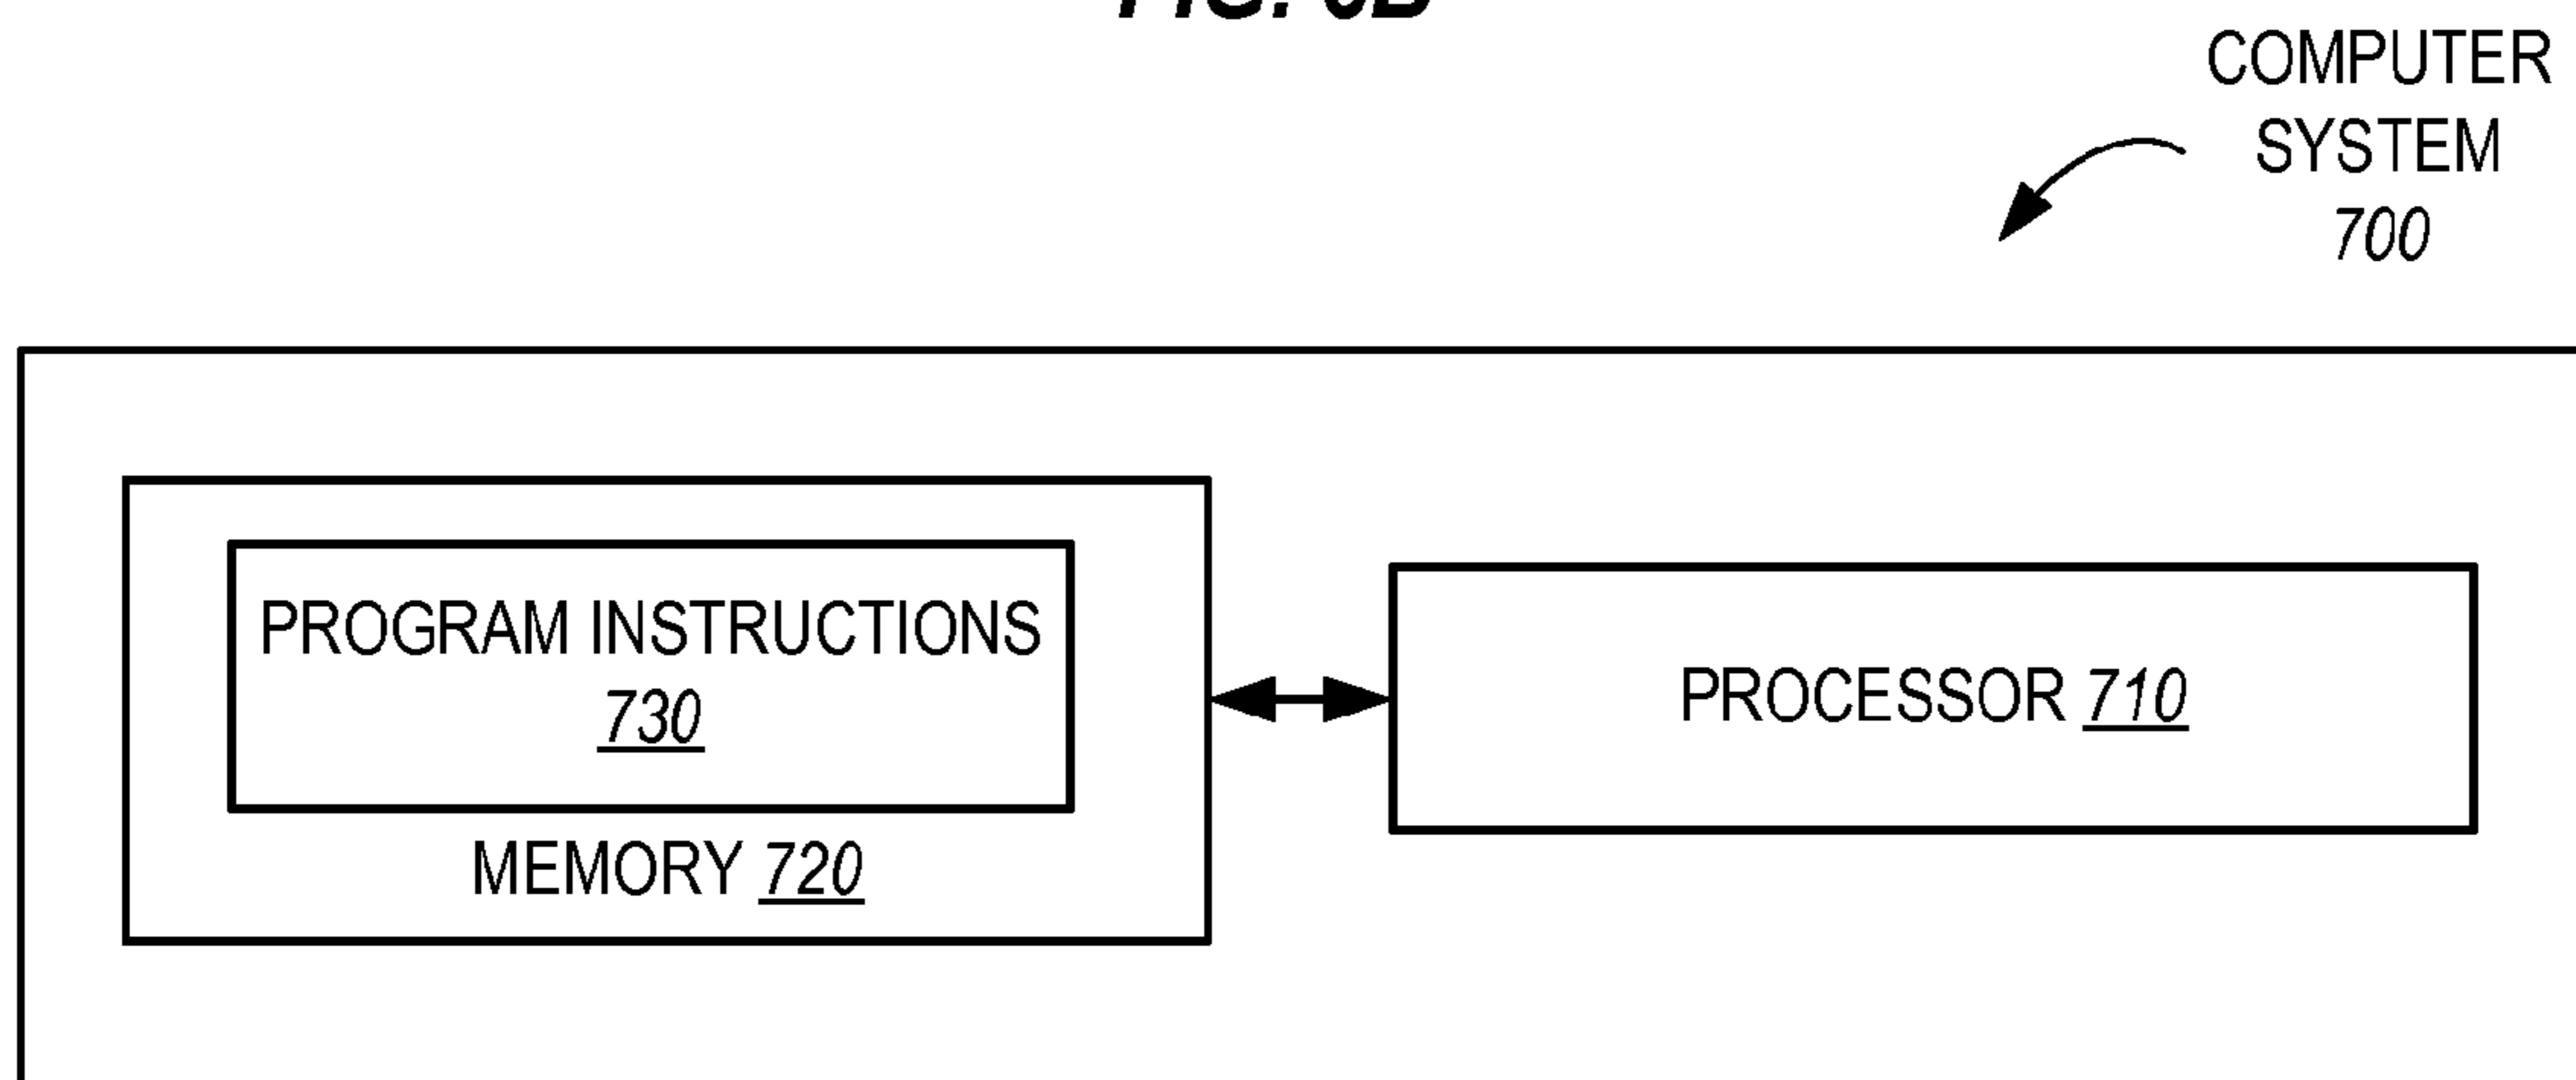 COMPUTER
SYSTEM
700
PROGRAM INSTRUCTIONS
730
MEMORY 720
PROCESSOR 710